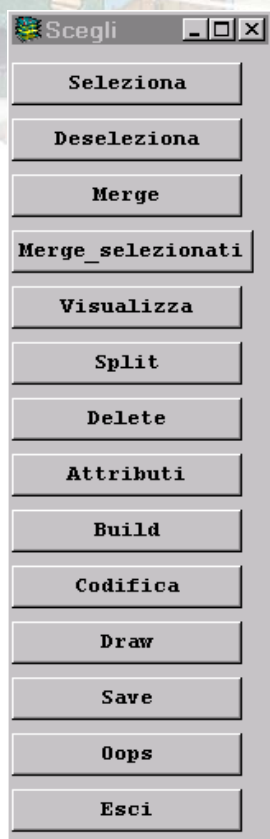 Scegli
Seleziona
Deseleziona
Merge
Merge_selezionati
Visualizza
Split
Delete
Attributi
Build
Codifica
Draw
Save
Oops
Esci